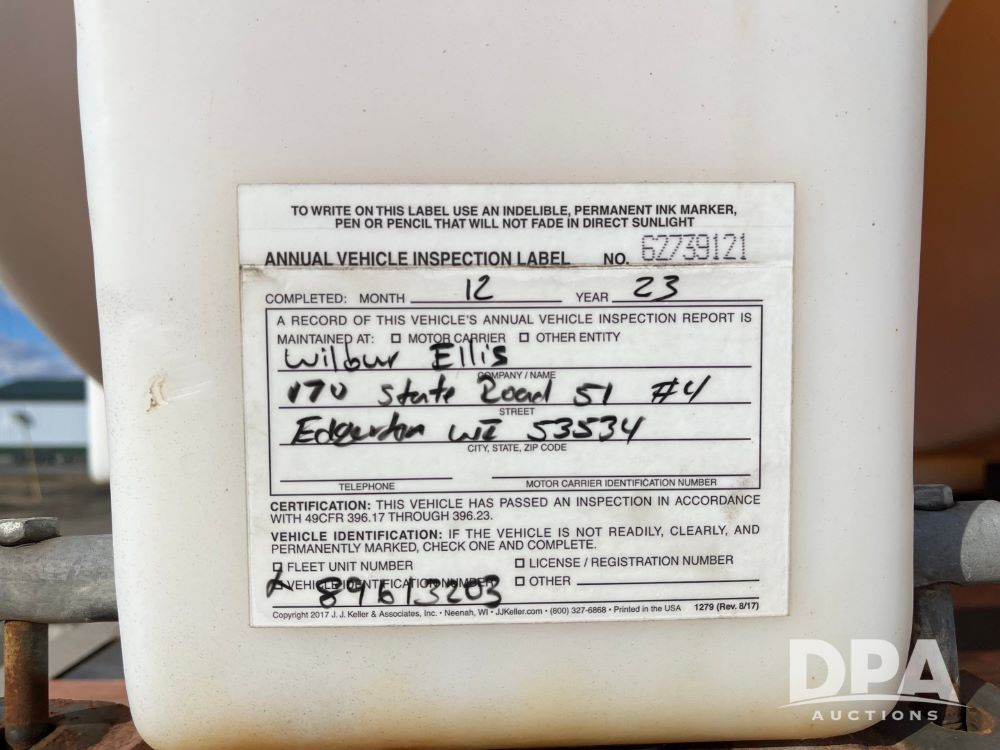 TO WRITE ON THIS LABEL USE AN INDELIBLE, PERMANENT INK MARKER,
PEN OR PENCIL THAT WILL NOT FADE IN DIRECT SUNLIGHT
ANNUAL VEHICLE INSPECTION LABEL NO. 62739121
COMPLETED: MONTH 12 YEAR 23
A RECORD OF THIS VEHICLE'S ANNUAL VEHICLE INSPECTION REPORT IS
MAINTAINED AT: ☐ MOTOR CARRIER ☐ OTHER ENTITY
Wilbur Ellis
COMPANY / NAME
170 State Road 51 #4
STREET
Edgerton WI 53534
CITY, STATE, ZIP CODE
TELEPHONE MOTOR CARRIER IDENTIFICATION NUMBER
CERTIFICATION: THIS VEHICLE HAS PASSED AN INSPECTION IN ACCORDANCE
WITH 49CFR 396.17 THROUGH 396.23.
VEHICLE IDENTIFICATION: IF THE VEHICLE IS NOT READILY, CLEARLY, AND
PERMANENTLY MARKED, CHECK ONE AND COMPLETE.
☐ FLEET UNIT NUMBER ☐ LICENSE / REGISTRATION NUMBER
VEHICLE IDENTIFICATION NUMBER ☐ OTHER
89613203
Copyright 2017 J. J. Keller & Associates, Inc. • Neenah, WI • JJKeller.com • (800) 327-6868 • Printed in the USA 1279 (Rev. 8/17)
DPA
AUCTIONS